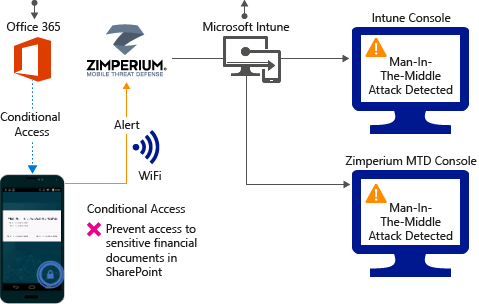 Office 365
ZIMPERIUM.
MOBILE THREAT DEFENSE
Microsoft Intune
Intune Console
Man-In-
The-Middle
Attack Detected
Conditional
Access
Alert
WiFi
Zimperium MTD Console
Man-In-
The-Middle
Attack Detected
Conditional Access
Prevent access to
sensitive financial
documents in
SharePoint